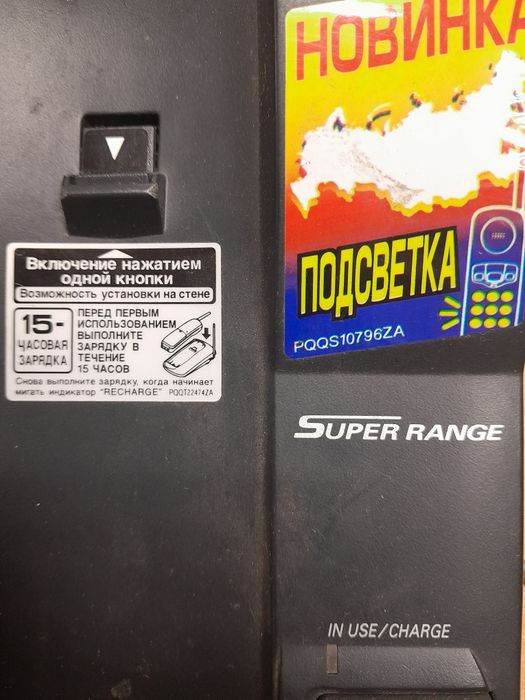 НОВИНКА
ПОДСВЕТКА
PQQS10796ZA
Включение нажатием
одной кнопки
Возможность установки на стене
15-
ЧАСОВАЯ
ЗАРЯДКА
ПЕРЕД ПЕРВЫМ
ИСПОЛЬЗОВАНИЕМ
ВЫПОЛНИТЕ
ЗАРЯДКУ В
ТЕЧЕНИЕ
15 ЧАСОВ
Снова выполните зарядку, когда начинает
мигать индикатор "RECHARGE" PQQT22474ZA
SUPER RANGE
IN USE/CHARGE